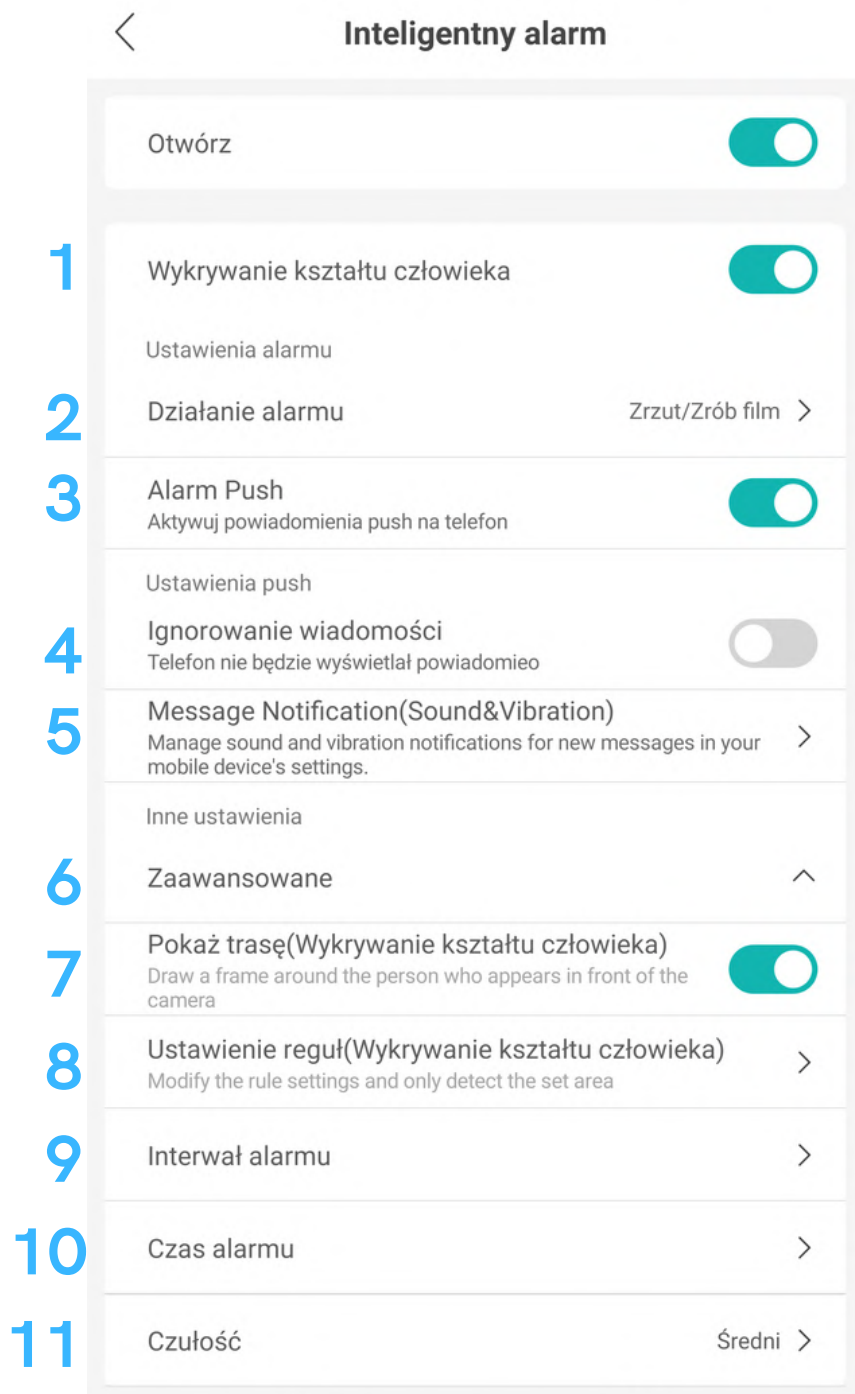 Inteligentny alarm
Otwórz
1 Wykrywanie kształtu człowieka
Ustawienia alarmu
2 Działanie alarmu Zrzut/Zrób film
3 Alarm Push
Aktywuj powiadomienia push na telefon
Ustawienia push
4 Ignorowanie wiadomości
Telefon nie będzie wyświetlał powiadomieo
5 Message Notification(Sound&Vibration)
Manage sound and vibration notifications for new messages in your
mobile device's settings.
Inne ustawienia
6 Zaawansowane
7 Pokaż trasę(Wykrywanie kształtu człowieka)
Draw a frame around the person who appears in front of the
camera
8 Ustawienie reguł(Wykrywanie kształtu człowieka)
Modify the rule settings and only detect the set area
9 Interwał alarmu
10 Czas alarmu
11 Czułość Średni